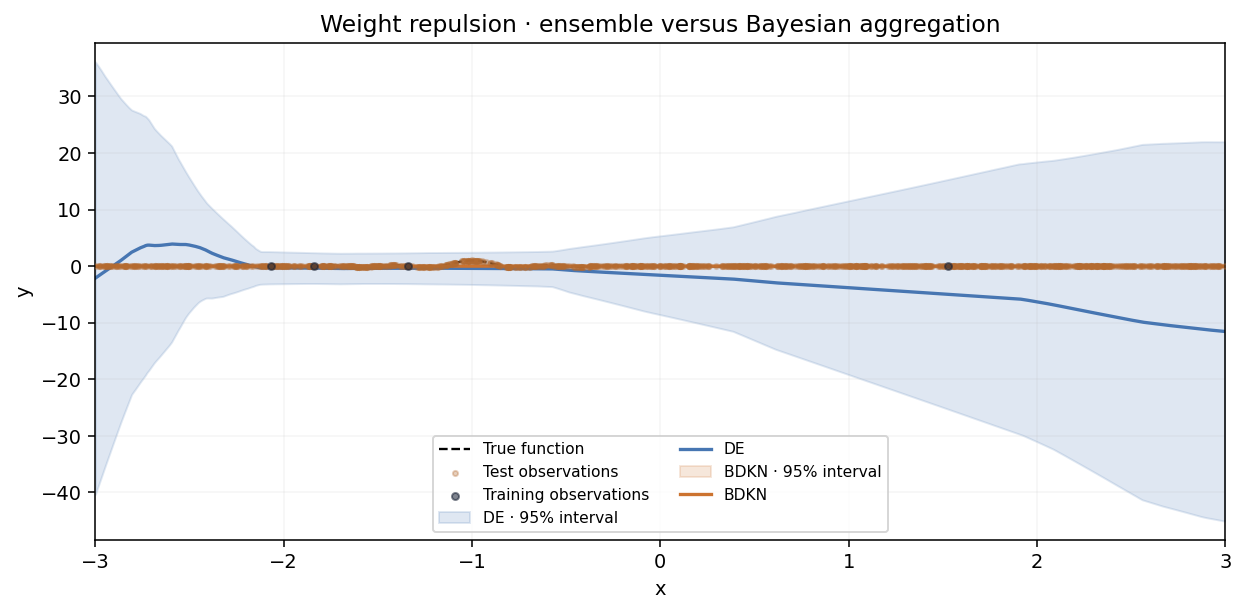 Weight repulsion · ensemble versus Bayesian aggregation
y
30
20
10
0
−10
−20
−30
−40
True function
Test observations
Training observations
DE · 95% interval
DE
BDKN · 95% interval
BDKN
−3 −2 −1 0 1 2 3
x